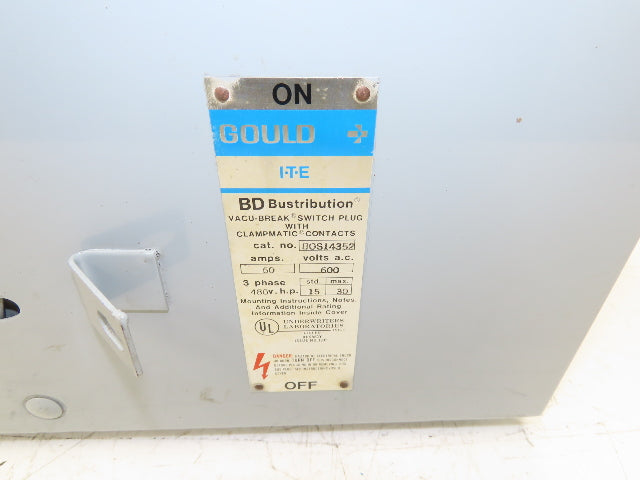 ON
GOULD
I-T-E
BD Bustribution
VACU-BREAK® SWITCH PLUG
WITH
CLAMPMATIC® CONTACTS
cat. no. BOS14352
amps. volts a.c.
60 600
3 phase std. max.
480v. h.p. 15 30
Mounting Instructions, Notes
And Additional Rating
Information Inside Cover
UL UNDERWRITERS
LABORATORIES
DANGER
TURN OFF
OFF